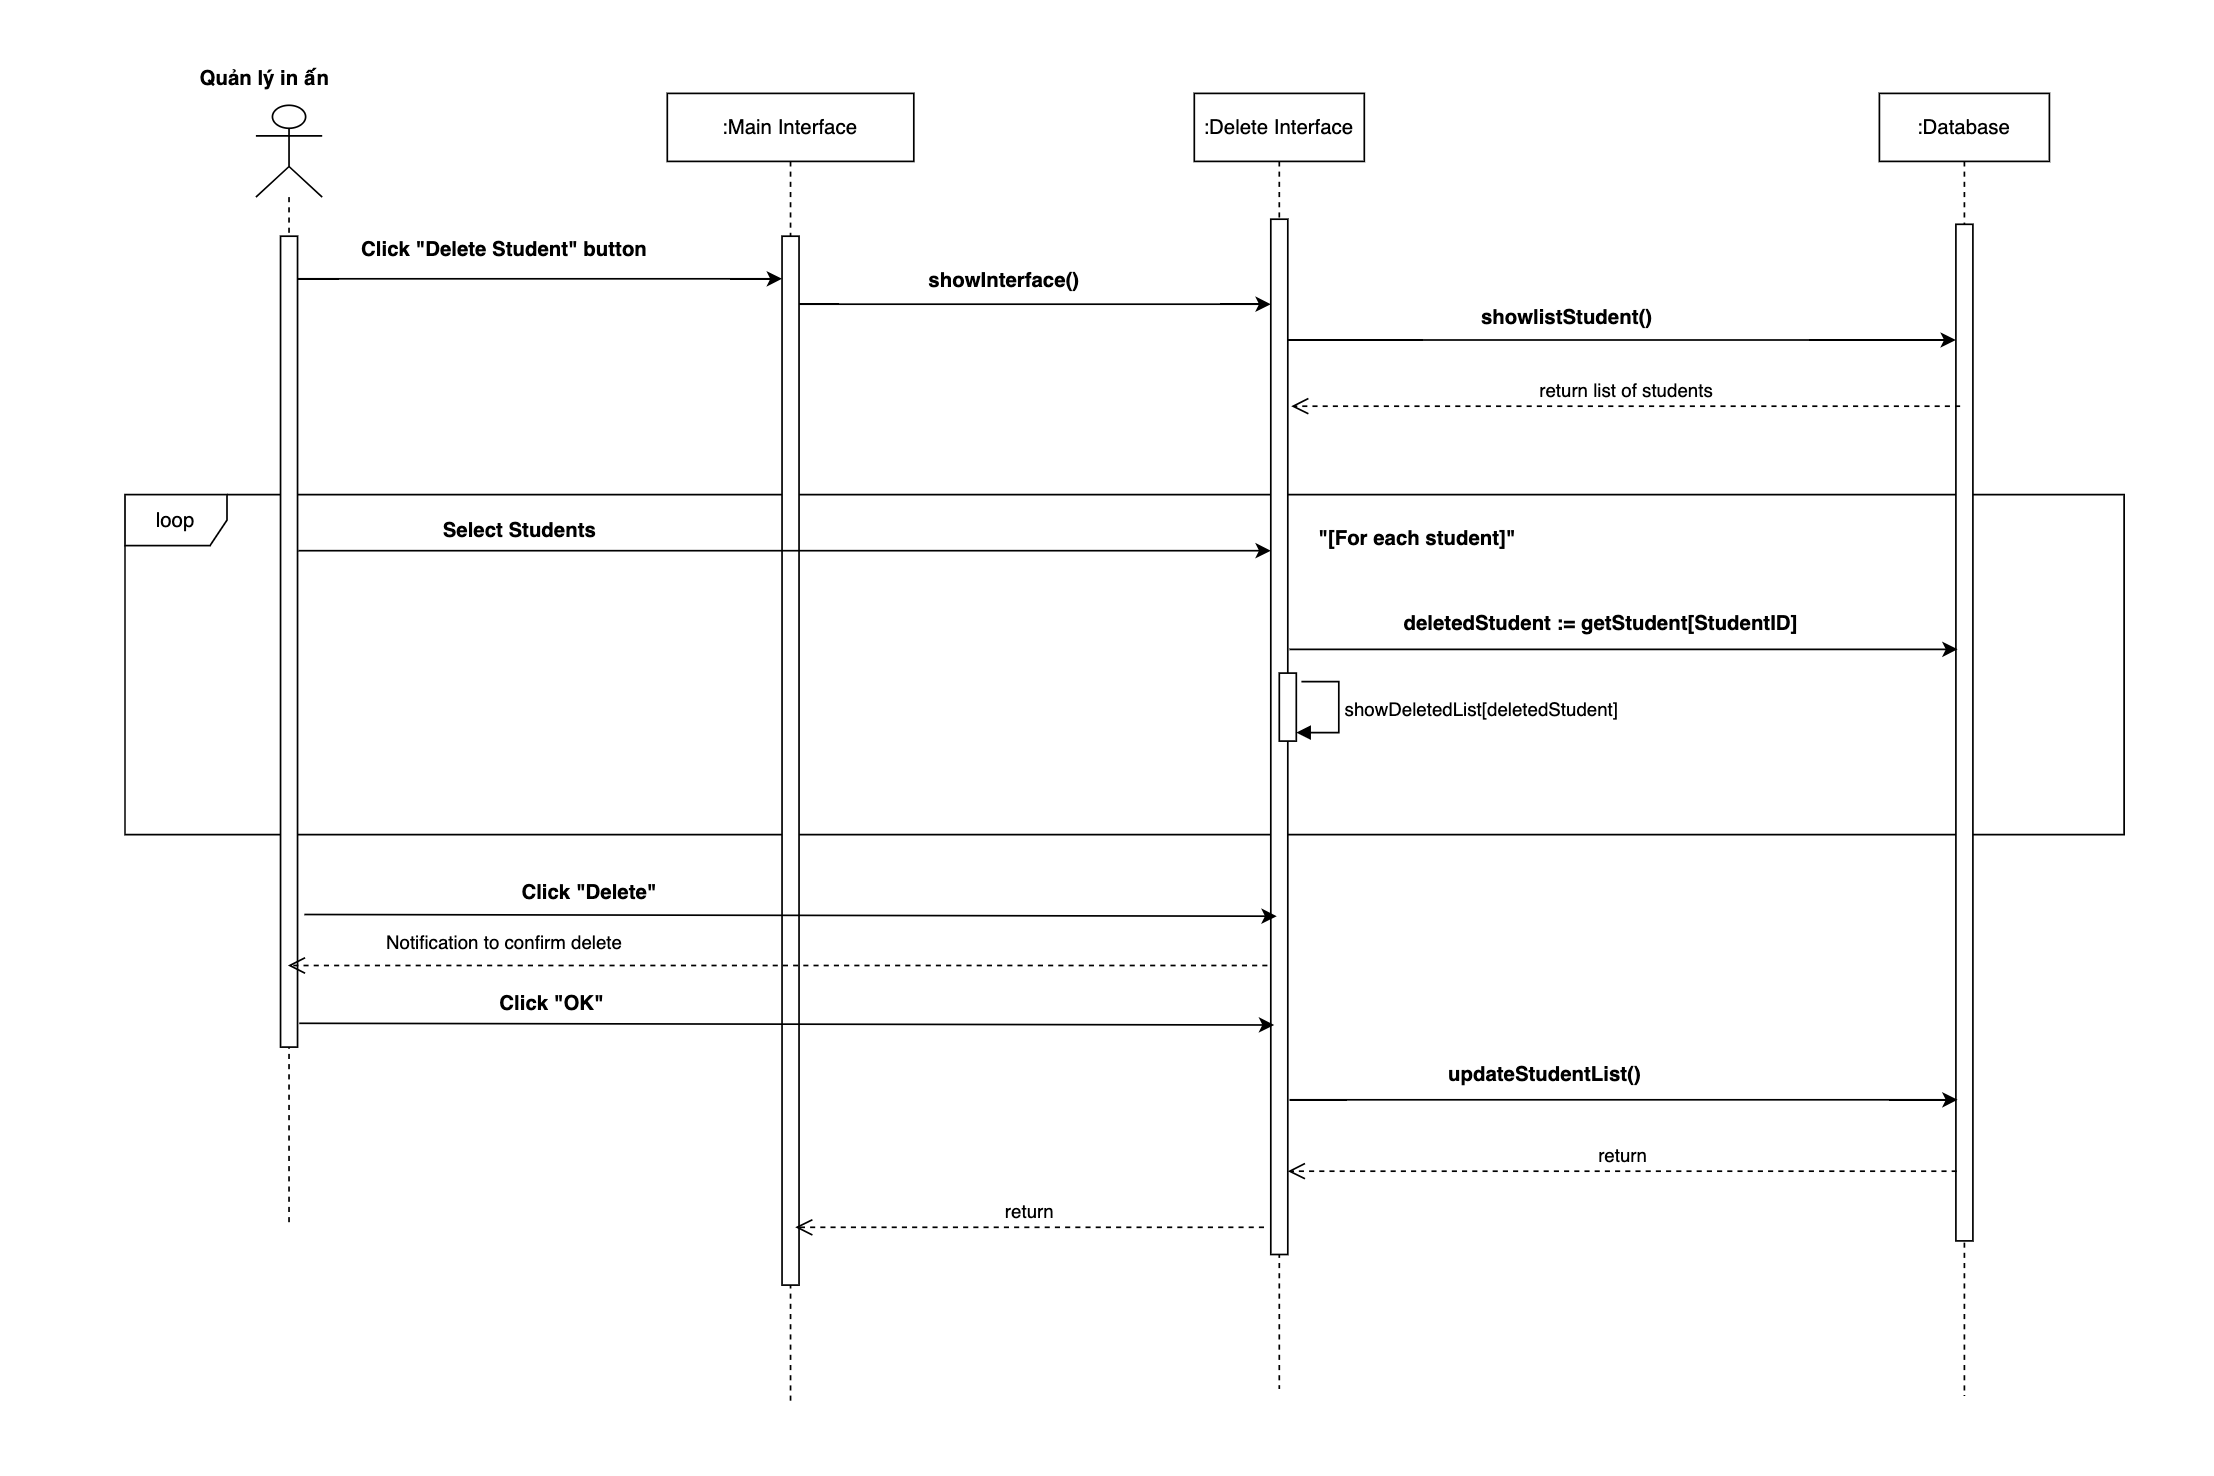 Quản lý in ấn
:Main Interface
:Delete Interface
:Database
Click "Delete Student" button
showInterface()
showlistStudent()
return list of students
loop
Select Students
"[For each student]"
deletedStudent := getStudent[StudentID]
showDeletedList[deletedStudent]
Click "Delete"
Notification to confirm delete
Click "OK"
updateStudentList()
return
return